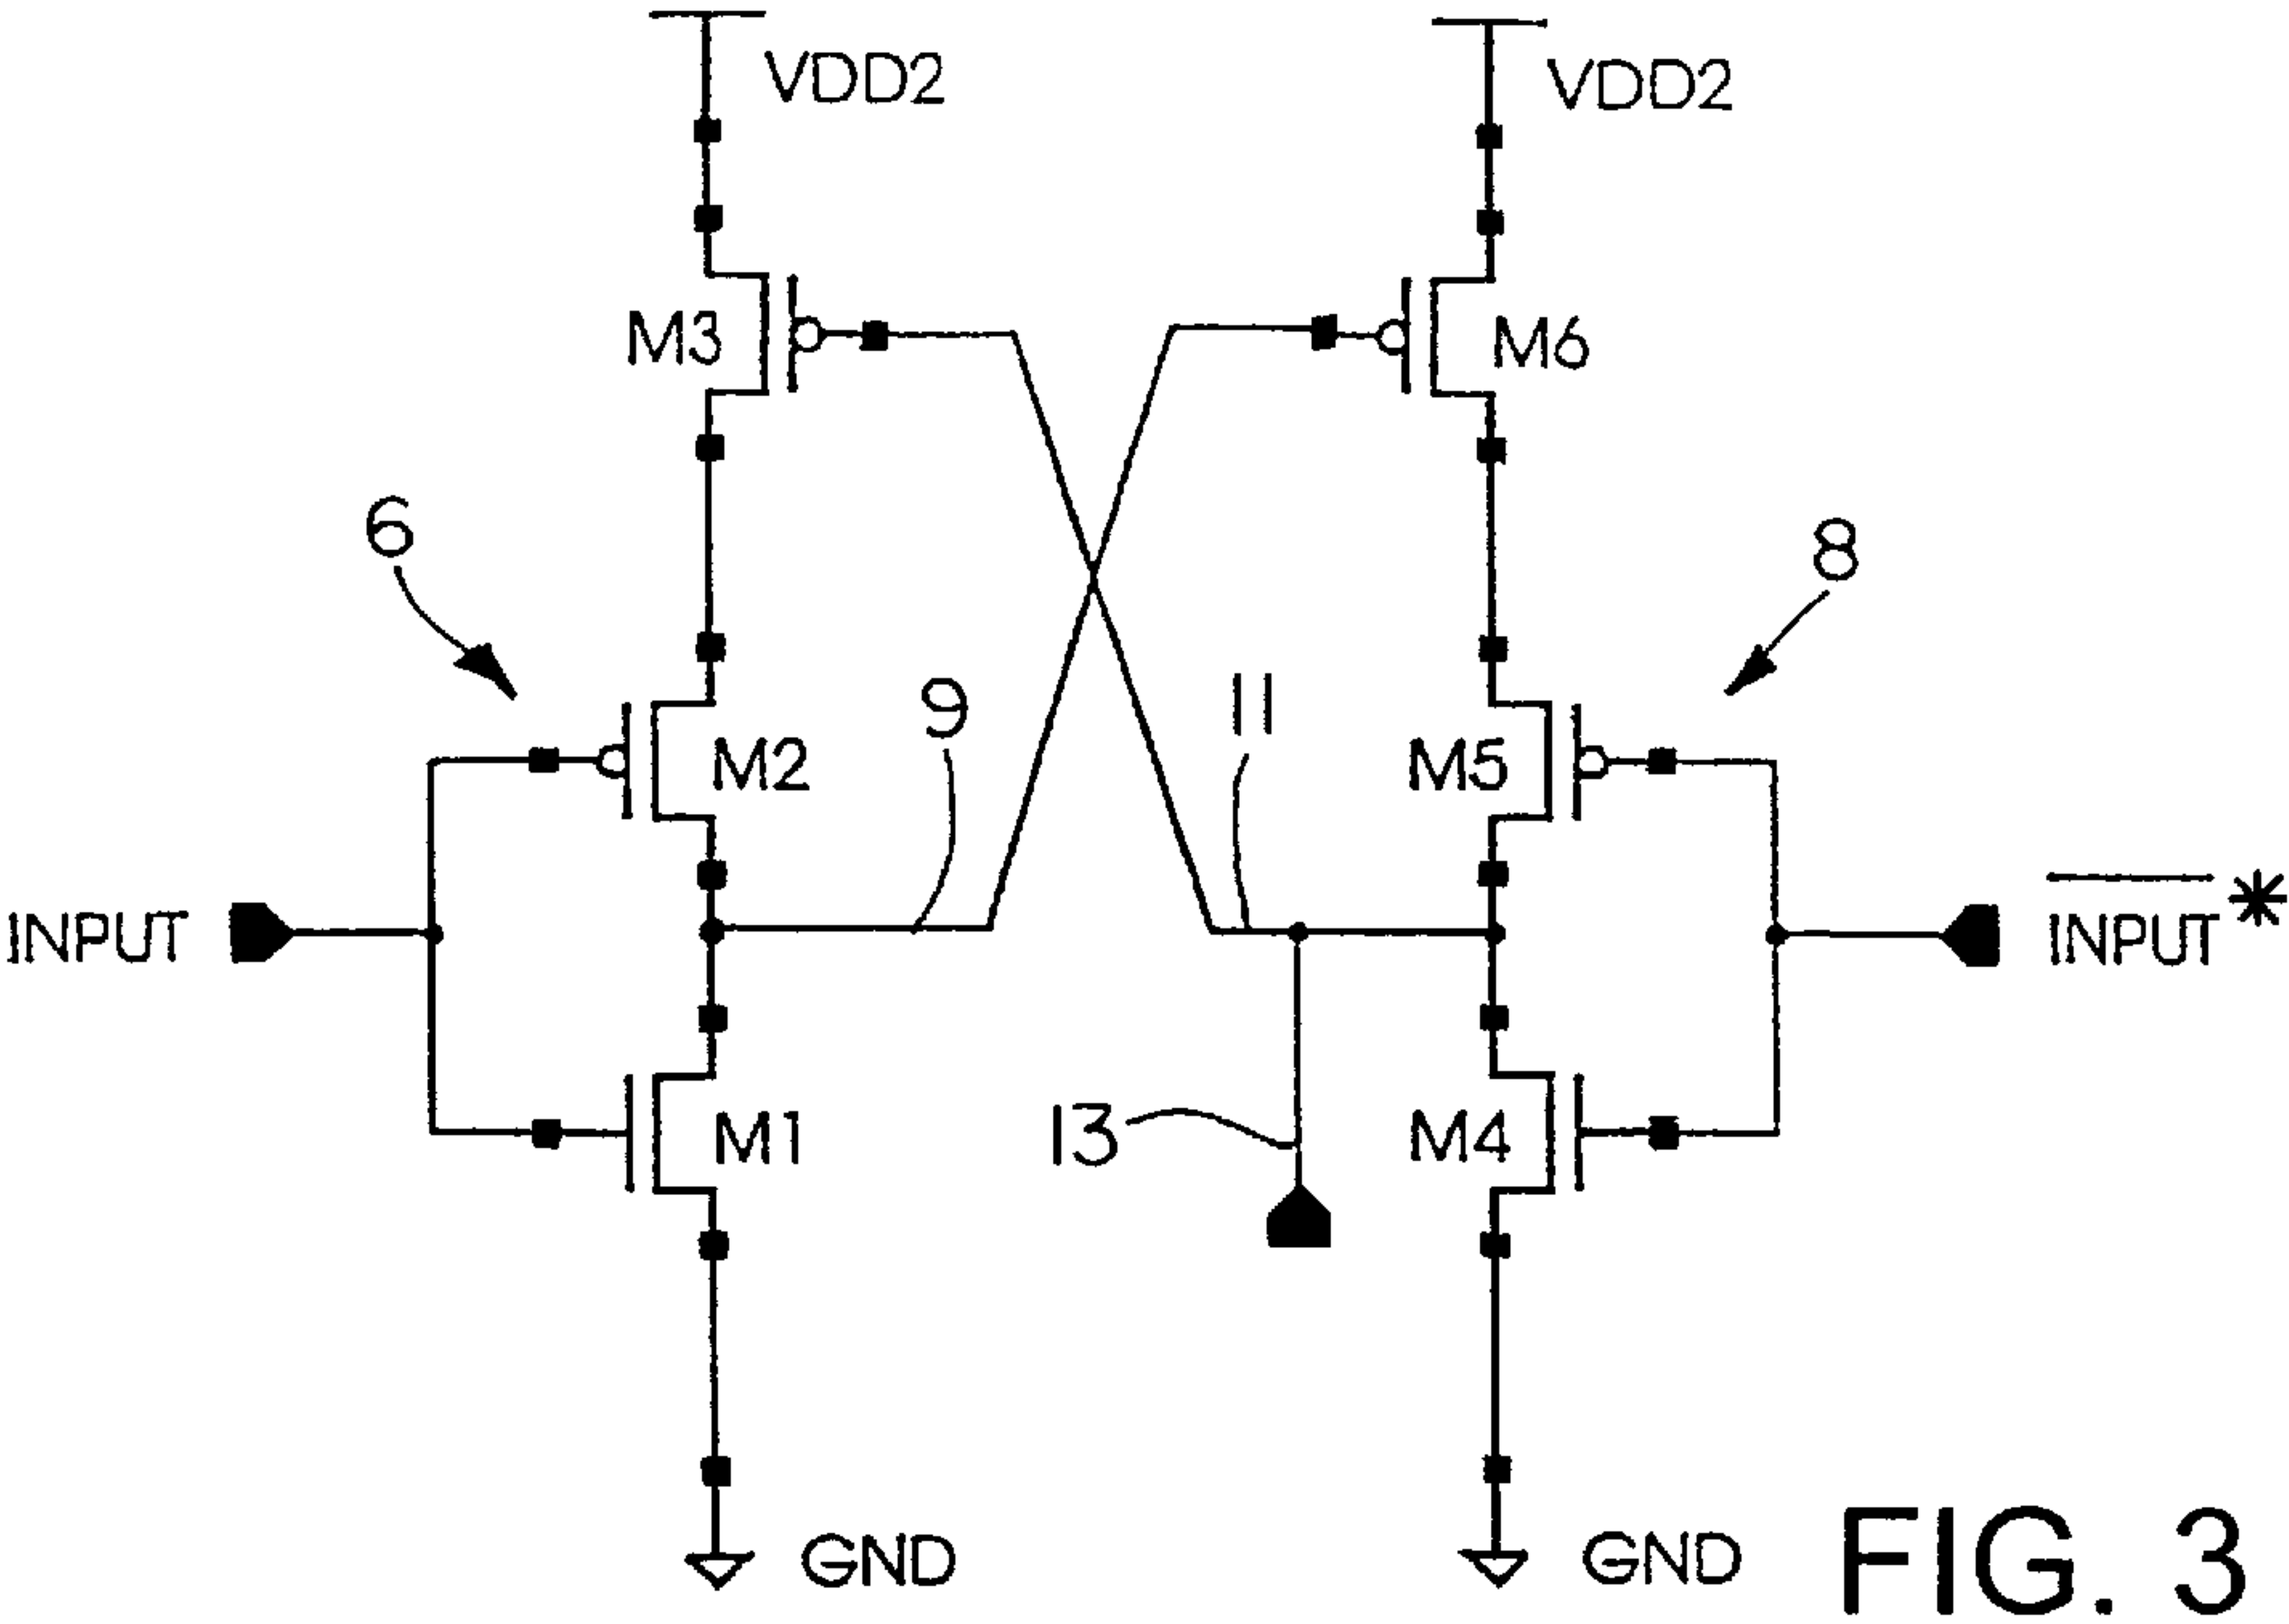 VDD2
VDD2
M3
M6
6
8
9
11
M2
M5
INPUT
INPUT*
M1
13
M4
GND
GND
FIG. 3